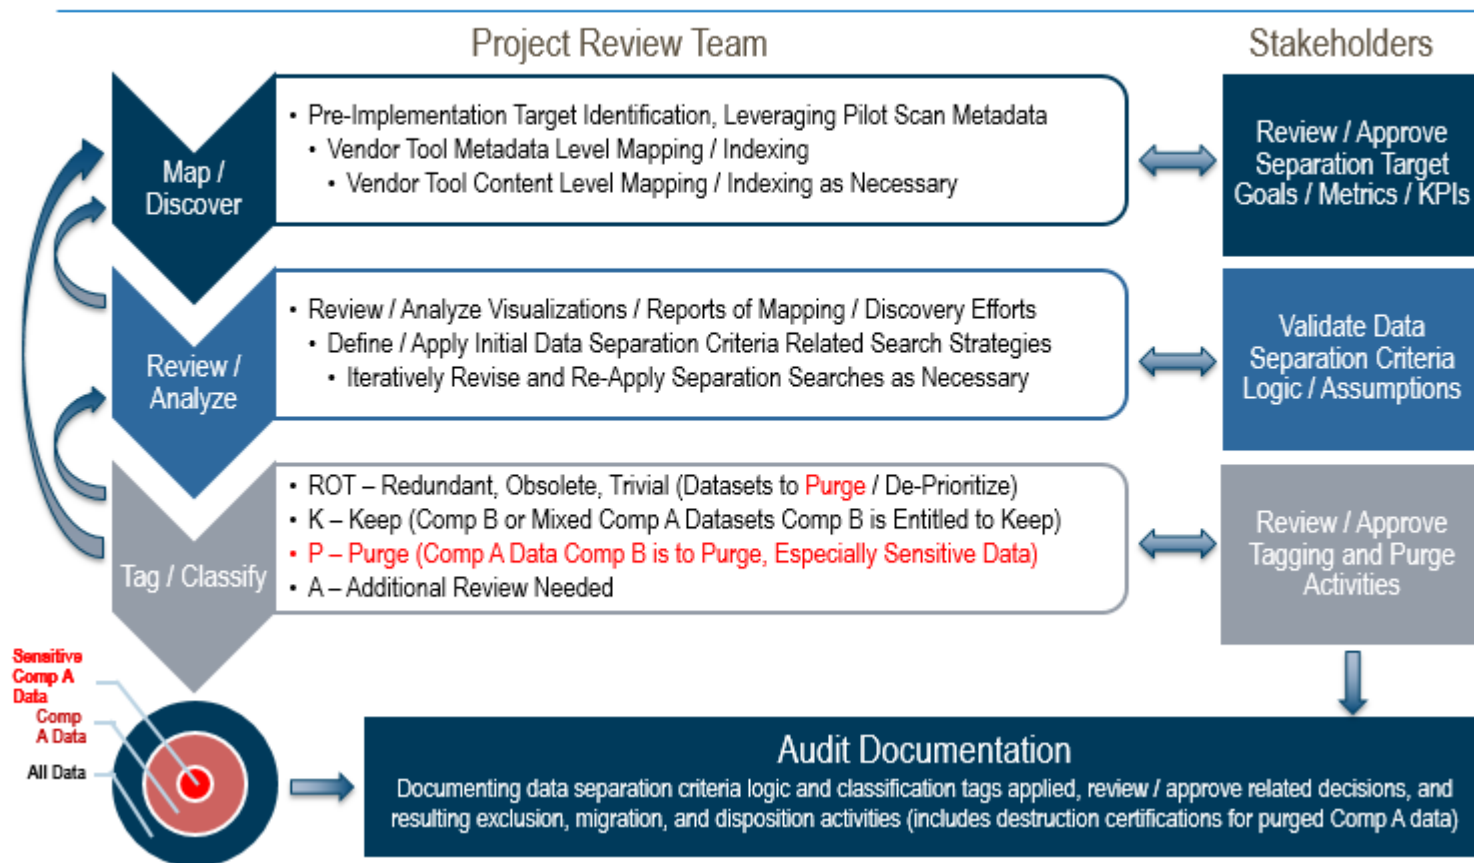 Project Review Team
Stakeholders
Map /
Discover
• Pre-Implementation Target Identification, Leveraging Pilot Scan Metadata
• Vendor Tool Metadata Level Mapping / Indexing
• Vendor Tool Content Level Mapping / Indexing as Necessary
Review / Approve
Separation Target
Goals / Metrics / KPIs
Review /
Analyze
• Review / Analyze Visualizations / Reports of Mapping / Discovery Efforts
• Define / Apply Initial Data Separation Criteria Related Search Strategies
• Iteratively Revise and Re-Apply Separation Searches as Necessary
Validate Data
Separation Criteria
Logic / Assumptions
Tag / Classify
• ROT – Redundant, Obsolete, Trivial (Datasets to Purge / De-Prioritize)
• K – Keep (Comp B or Mixed Comp A Datasets Comp B is Entitled to Keep)
• P – Purge (Comp A Data Comp B is to Purge, Especially Sensitive Data)
• A – Additional Review Needed
Review / Approve
Tagging and Purge
Activities
Sensitive
Comp A
Data
Comp
A Data
All Data
Audit Documentation
Documenting data separation criteria logic and classification tags applied, review / approve related decisions, and
resulting exclusion, migration, and disposition activities (includes destruction certifications for purged Comp A data)